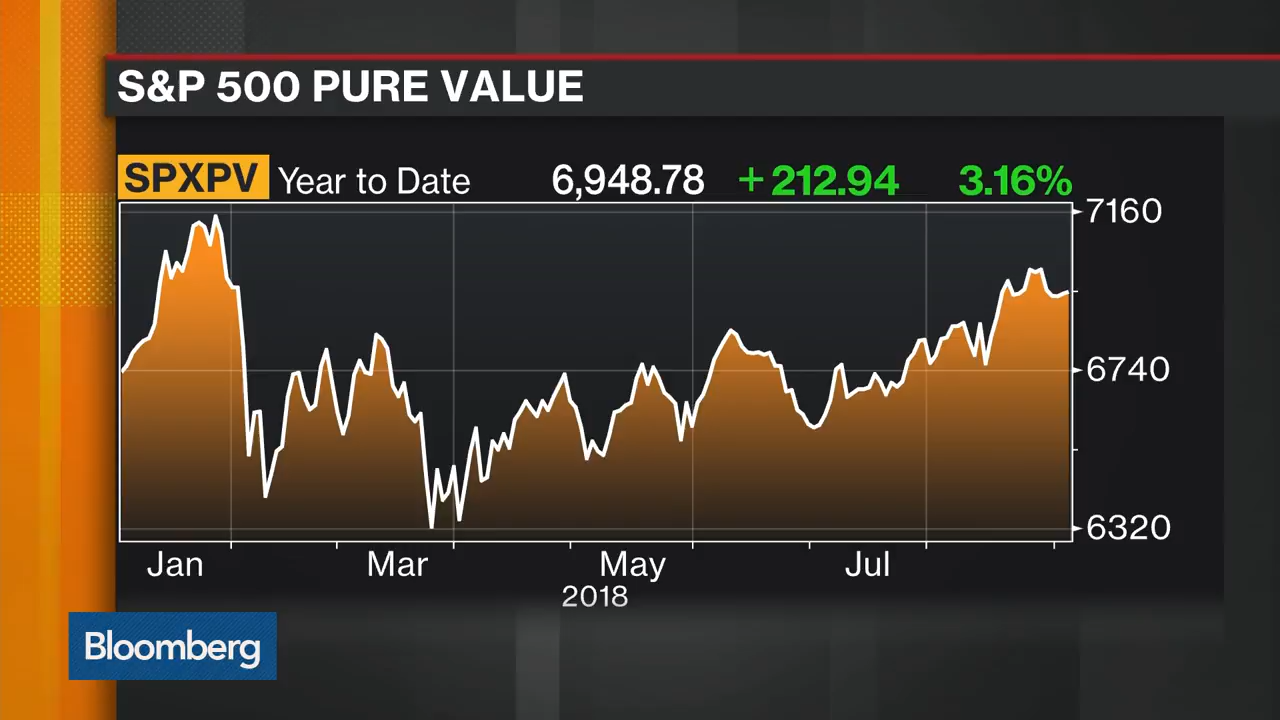 S&P 500 PURE VALUE
SPXPV Year to Date 6,948.78 +212.94 3.16%
7160
6740
6320
Jan Mar May Jul
2018
Bloomberg